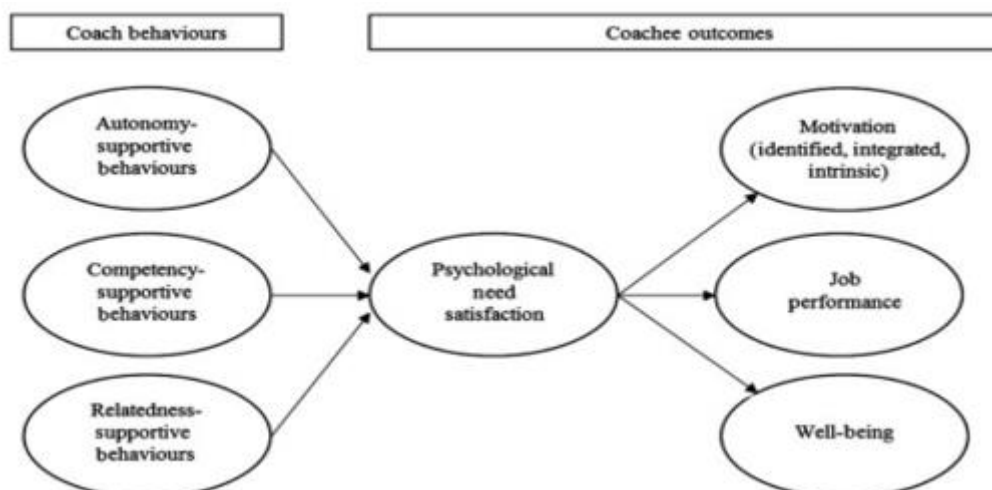 Coach behaviours
Coachee outcomes
Autonomy-
supportive
behaviours
Motivation
(identified, integrated,
intrinsic)
Competency-
supportive
behaviours
Psychological
need
satisfaction
Job
performance
Relatedness-
supportive
behaviours
Well-being